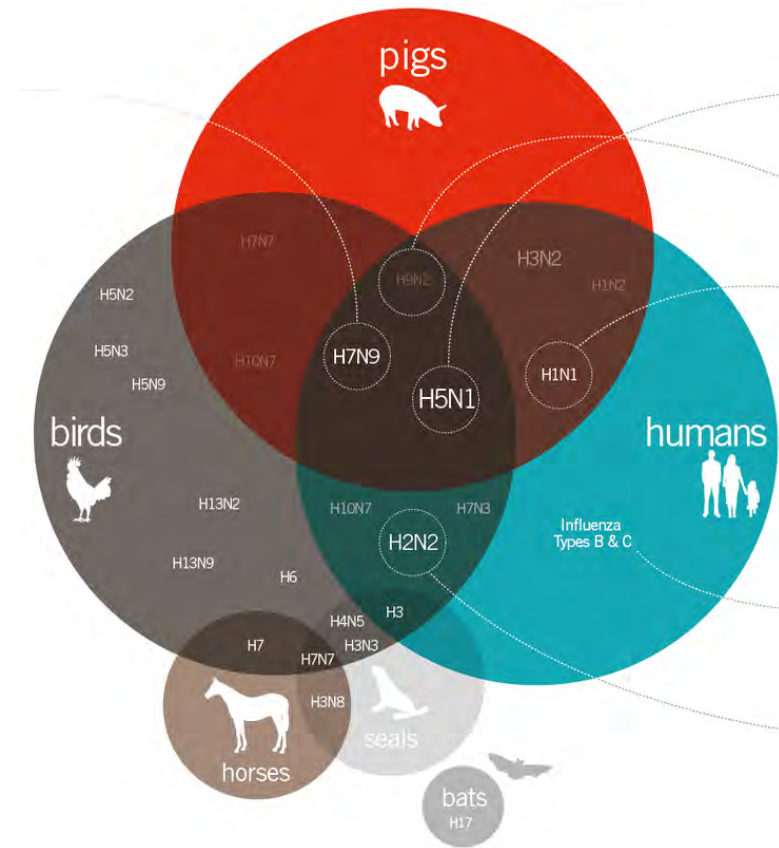 pigs
H7N7
H9N2
H3N2
H1N2
H5N2
H5N3
H5N9
H10N7
H7N9
H5N1
H1N1
birds
humans
H13N2
H10N7
H7N3
H2N2
Influenza
Types B & C
H13N9
H6
H4N5
H3
H7
H7N7
H3N3
H3N8
seals
horses
bats
H17